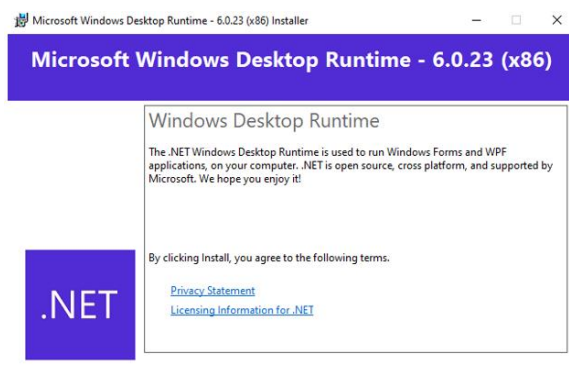 Microsoft Windows Desktop Runtime - 6.0.23 (x86) Installer
Microsoft Windows Desktop Runtime - 6.0.23 (x86)
Windows Desktop Runtime
The .NET Windows Desktop Runtime is used to run Windows Forms and WPF
applications, on your computer. .NET is open source, cross platform, and supported by
Microsoft. We hope you enjoy it!
By clicking Install, you agree to the following terms.
Privacy Statement
Licensing Information for .NET
.NET